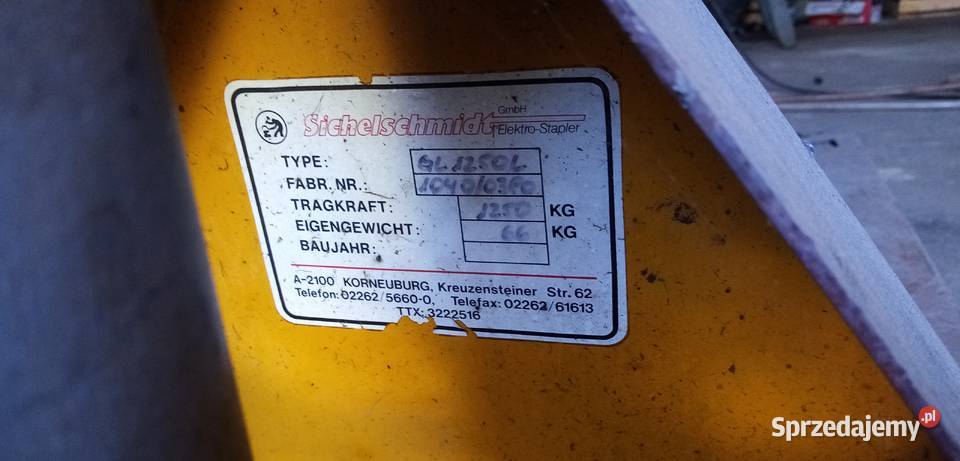 Sichelschmidt GmbH
Elektro-Stapler
TYPE: GL 1250L
FABR. NR.: 1040/0360
TRAGKRAFT: 1250 KG
EIGENGEWICHT: 66 KG
BAUJAHR:
A-2100 KORNEUBURG, Kreuzensteiner Str. 62
Telefon: 02262/5660-0, Telefax: 02262/61613
TTX: 3222516
Sprzedajemy.pl